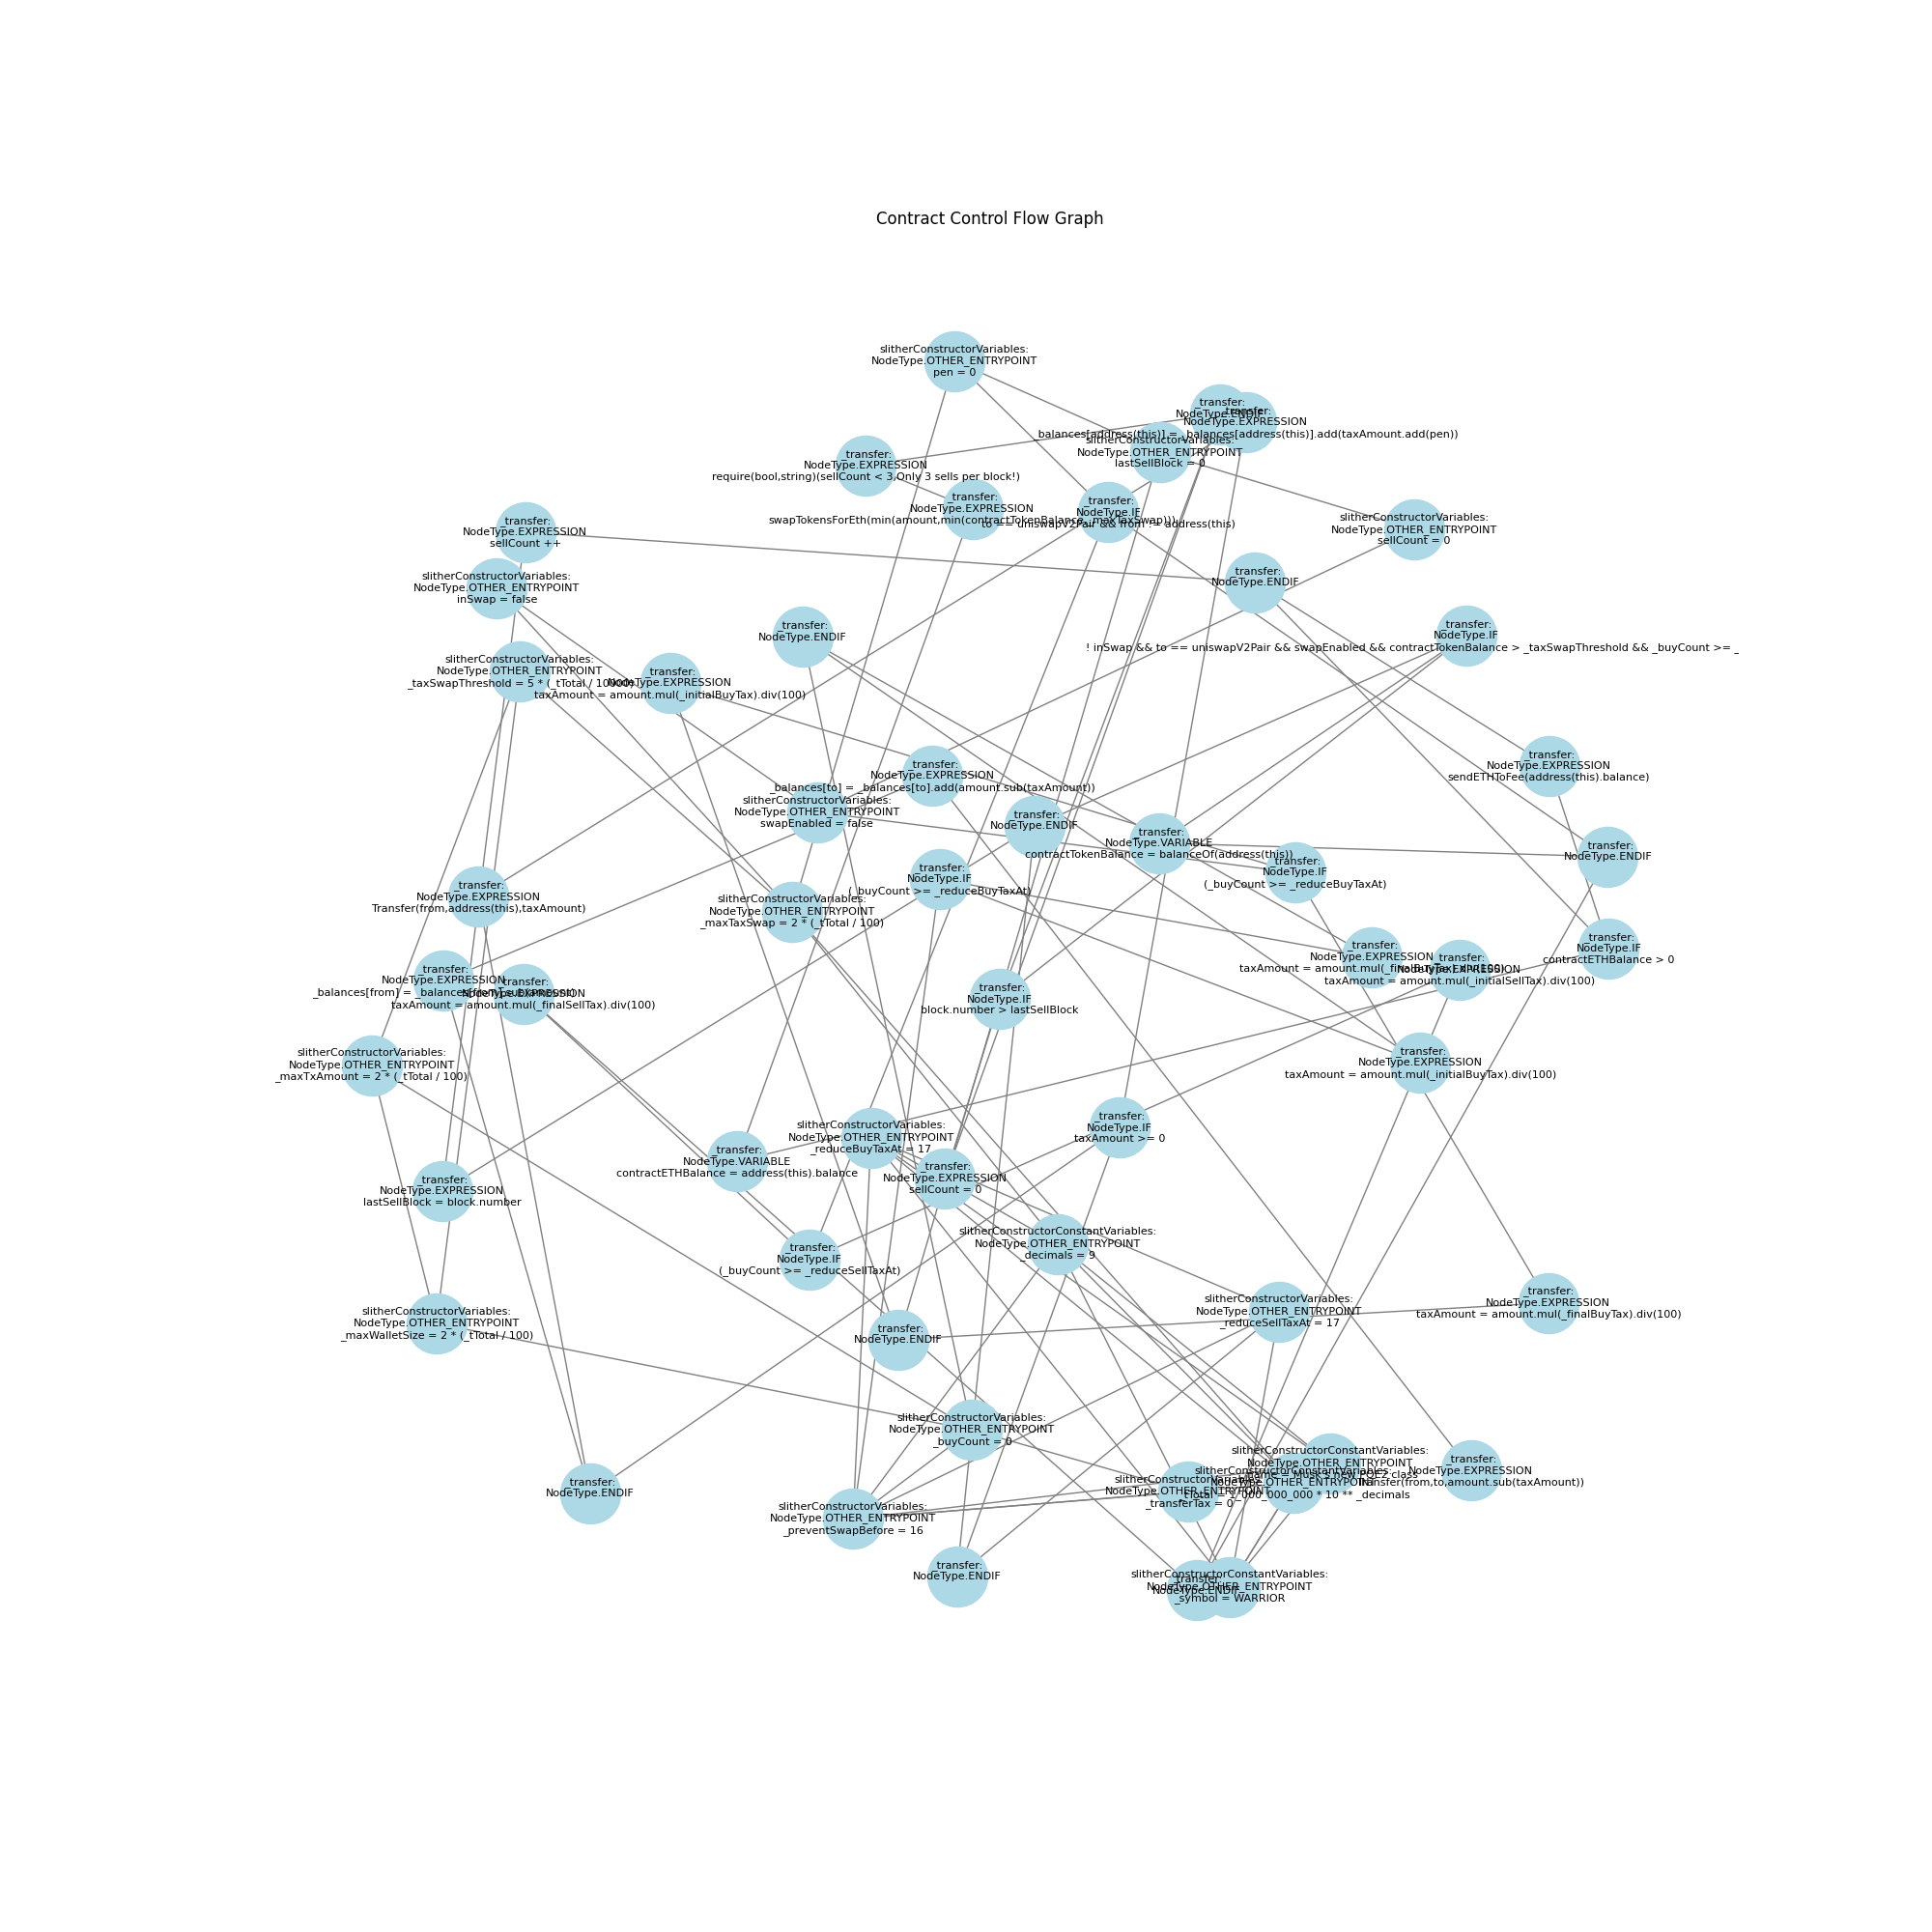 Contract Control Flow Graph
slitherConstructorVariables:
NodeType.OTHER_ENTRYPOINT
pen = 0
_transfer:
NodeType.ENDIF
_transfer:
NodeType.EXPRESSION
_balances[address(this)] = _balances[address(this)].add(taxAmount.add(pen))
slitherConstructorVariables:
NodeType.OTHER_ENTRYPOINT
lastSellBlock = 0
_transfer:
NodeType.EXPRESSION
require(bool,string)(sellCount < 3,Only 3 sells per block!)
_transfer:
NodeType.EXPRESSION
swapTokensForEth(min(amount,min(contractTokenBalance,_maxTaxSwap)))
_transfer:
NodeType.IF
to == uniswapV2Pair && from != address(this)
slitherConstructorVariables:
NodeType.OTHER_ENTRYPOINT
sellCount = 0
_transfer:
NodeType.EXPRESSION
sellCount ++
slitherConstructorVariables:
NodeType.OTHER_ENTRYPOINT
inSwap = false
_transfer:
NodeType.ENDIF
_transfer:
NodeType.ENDIF
_transfer:
NodeType.IF
! inSwap && to == uniswapV2Pair && swapEnabled && contractTokenBalance > _taxSwapThreshold && _buyCount >= _
slitherConstructorVariables:
NodeType.OTHER_ENTRYPOINT
_taxSwapThreshold = 5 * (_tTotal / 10000)
_transfer:
NodeType.EXPRESSION
taxAmount = amount.mul(_initialBuyTax).div(100)
_transfer:
NodeType.EXPRESSION
sendETHToFee(address(this).balance)
_transfer:
NodeType.EXPRESSION
_balances[to] = _balances[to].add(amount.sub(taxAmount))
slitherConstructorVariables:
NodeType.OTHER_ENTRYPOINT
swapEnabled = false
_transfer:
NodeType.ENDIF
_transfer:
NodeType.VARIABLE
contractTokenBalance = balanceOf(address(this))
_transfer:
NodeType.ENDIF
_transfer:
NodeType.IF
(_buyCount >= _reduceBuyTaxAt)
_transfer:
NodeType.IF
(_buyCount >= _reduceBuyTaxAt)
_transfer:
NodeType.EXPRESSION
Transfer(from,address(this),taxAmount)
slitherConstructorVariables:
NodeType.OTHER_ENTRYPOINT
_maxTaxSwap = 2 * (_tTotal / 100)
_transfer:
NodeType.IF
contractETHBalance > 0
_transfer:
NodeType.EXPRESSION
taxAmount = amount.mul(_finalBuyTax).div(100)
_transfer:
NodeType.EXPRESSION
taxAmount = amount.mul(_initialSellTax).div(100)
_transfer:
NodeType.EXPRESSION
_balances[from] = _balances[from].sub(amount)
_transfer:
NodeType.EXPRESSION
taxAmount = amount.mul(_finalSellTax).div(100)
_transfer:
NodeType.IF
block.number > lastSellBlock
slitherConstructorVariables:
NodeType.OTHER_ENTRYPOINT
_maxTxAmount = 2 * (_tTotal / 100)
_transfer:
NodeType.EXPRESSION
taxAmount = amount.mul(_initialBuyTax).div(100)
_transfer:
NodeType.IF
taxAmount >= 0
slitherConstructorVariables:
NodeType.OTHER_ENTRYPOINT
_reduceBuyTaxAt = 17
_transfer:
NodeType.VARIABLE
contractETHBalance = address(this).balance
_transfer:
NodeType.EXPRESSION
sellCount = 0
_transfer:
NodeType.EXPRESSION
lastSellBlock = block.number
slitherConstructorConstantVariables:
NodeType.OTHER_ENTRYPOINT
_decimals = 9
_transfer:
NodeType.IF
(_buyCount >= _reduceSellTaxAt)
slitherConstructorVariables:
NodeType.OTHER_ENTRYPOINT
_reduceSellTaxAt = 17
_transfer:
NodeType.EXPRESSION
taxAmount = amount.mul(_finalBuyTax).div(100)
slitherConstructorVariables:
NodeType.OTHER_ENTRYPOINT
_maxWalletSize = 2 * (_tTotal / 100)
_transfer:
NodeType.ENDIF
slitherConstructorVariables:
NodeType.OTHER_ENTRYPOINT
_buyCount = 0
slitherConstructorConstantVariables:
NodeType.OTHER_ENTRYPOINT
_name = Musk's new POE2 class
_transfer:
NodeType.EXPRESSION
Transfer(from,to,amount.sub(taxAmount))
slitherConstructorConstantVariables:
NodeType.OTHER_ENTRYPOINT
_tTotal = 1_000_000_000 * 10 ** _decimals
slitherConstructorVariables:
NodeType.OTHER_ENTRYPOINT
_transferTax = 0
_transfer:
NodeType.ENDIF
slitherConstructorVariables:
NodeType.OTHER_ENTRYPOINT
_preventSwapBefore = 16
_transfer:
NodeType.ENDIF
_transfer:
NodeType.ENDIF
slitherConstructorConstantVariables:
NodeType.OTHER_ENTRYPOINT
_symbol = WARRIOR